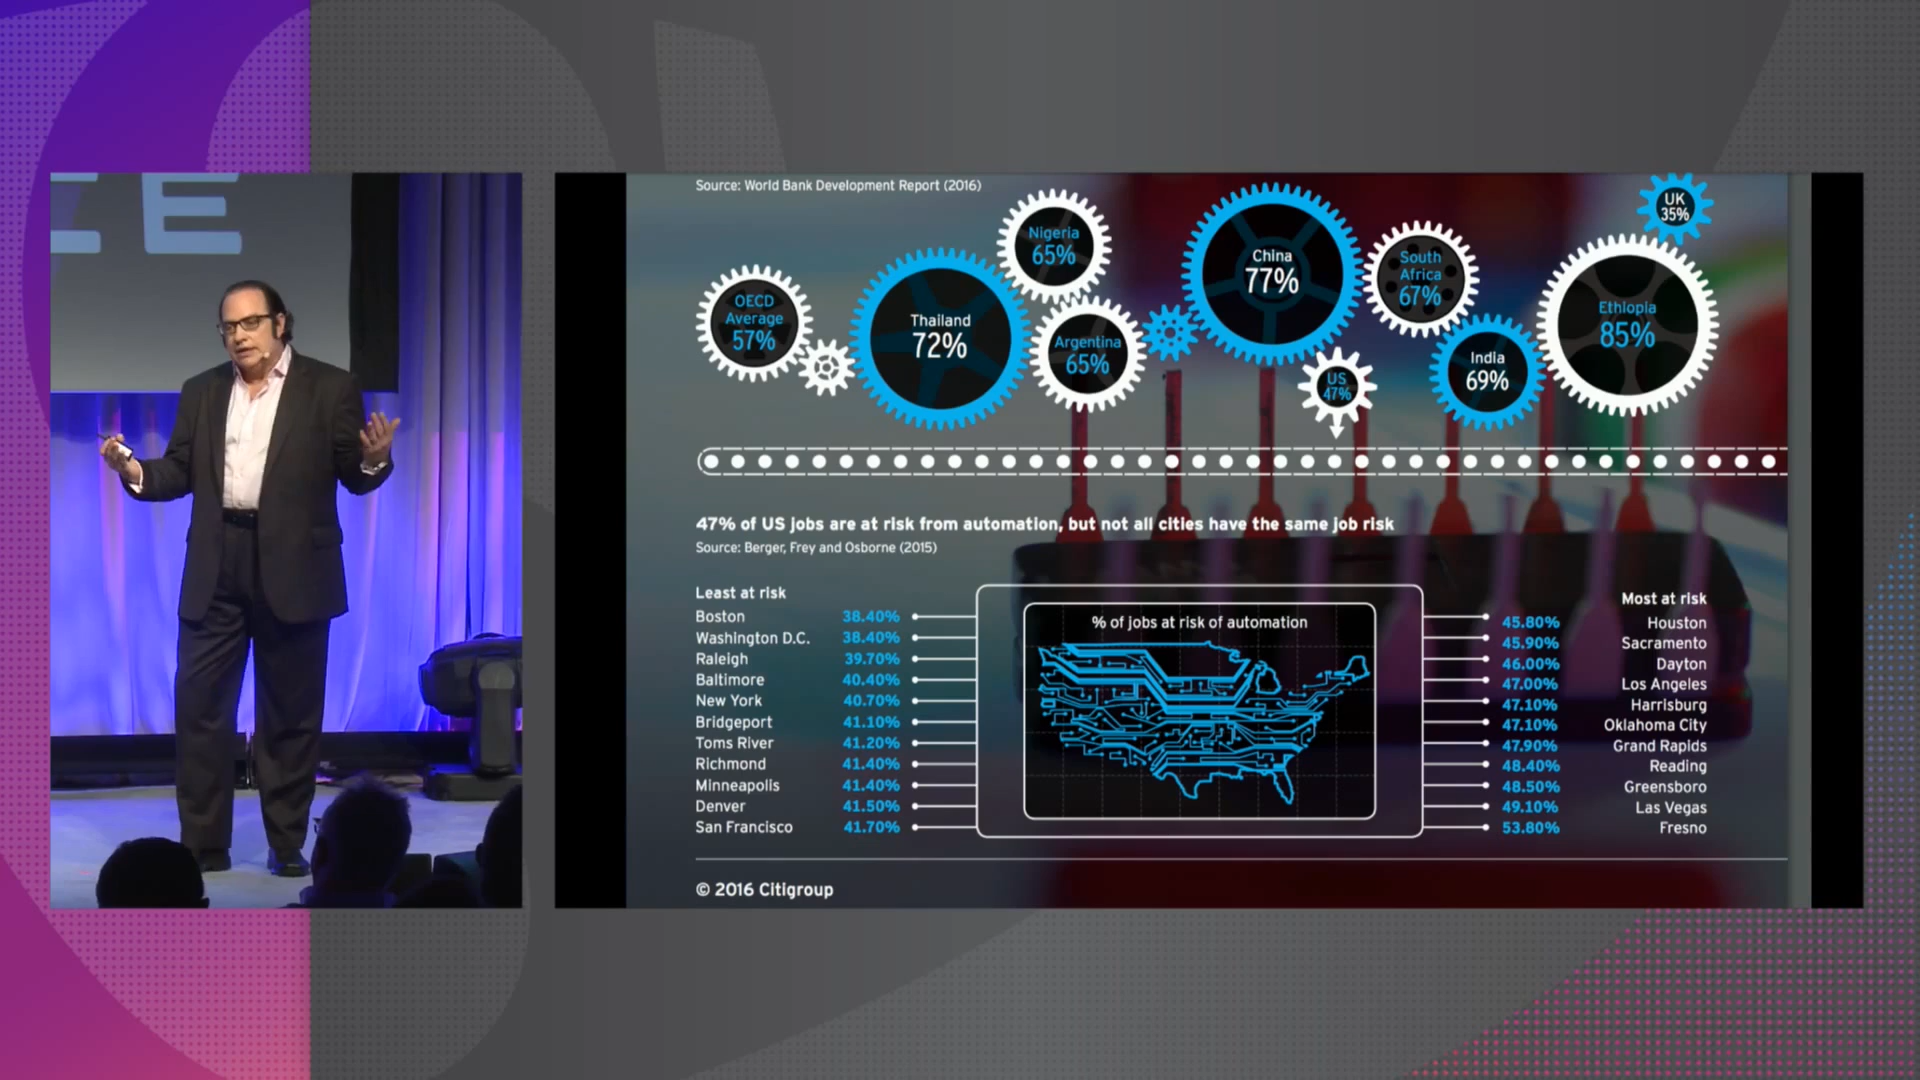 E
Source: World Bank Development Report (2016)
OECD
Average
57%
Thailand
72%
Nigeria
65%
Argentina
65%
China
77%
US
47%
South
Africa
67%
India
69%
Ethiopia
85%
UK
35%
47% of US jobs are at risk from automation, but not all cities have the same job risk
Source: Berger, Frey and Osborne (2015)
Least at risk
Boston 38.40%
Washington D.C. 38.40%
Raleigh 39.70%
Baltimore 40.40%
New York 40.70%
Bridgeport 41.10%
Toms River 41.20%
Richmond 41.40%
Minneapolis 41.40%
Denver 41.50%
San Francisco 41.70%
% of jobs at risk of automation
Most at risk
45.80% Houston
45.90% Sacramento
46.00% Dayton
47.00% Los Angeles
47.10% Harrisburg
47.10% Oklahoma City
47.90% Grand Rapids
48.40% Reading
48.50% Greensboro
49.10% Las Vegas
53.80% Fresno
© 2016 Citigroup